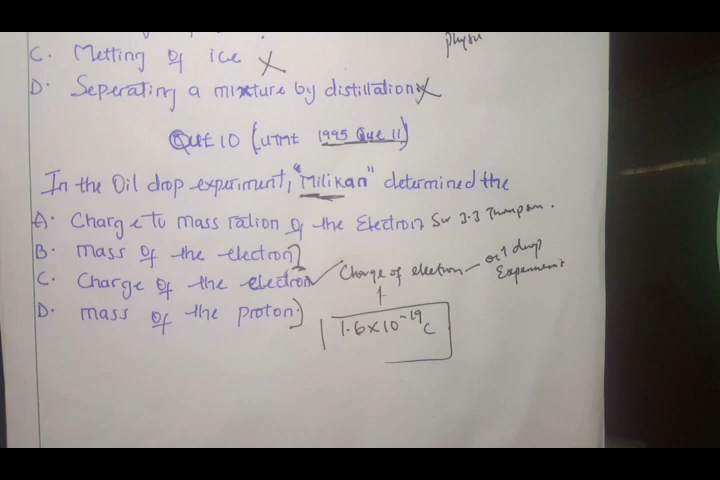 C. Metting of ice X
D. Seperating a mixture by distillation X
QUE 10 (UTME 1995 Que 11)
In the Oil drop experiment, "Milikan" determined the
A. Charge to mass ration of the Electron Sir J.J Thompson.
B. mass of the electron
C. Charge of the electron ✓ Charge of electron – oil drop Experiment
D. mass of the proton
1.6×10⁻¹⁹C